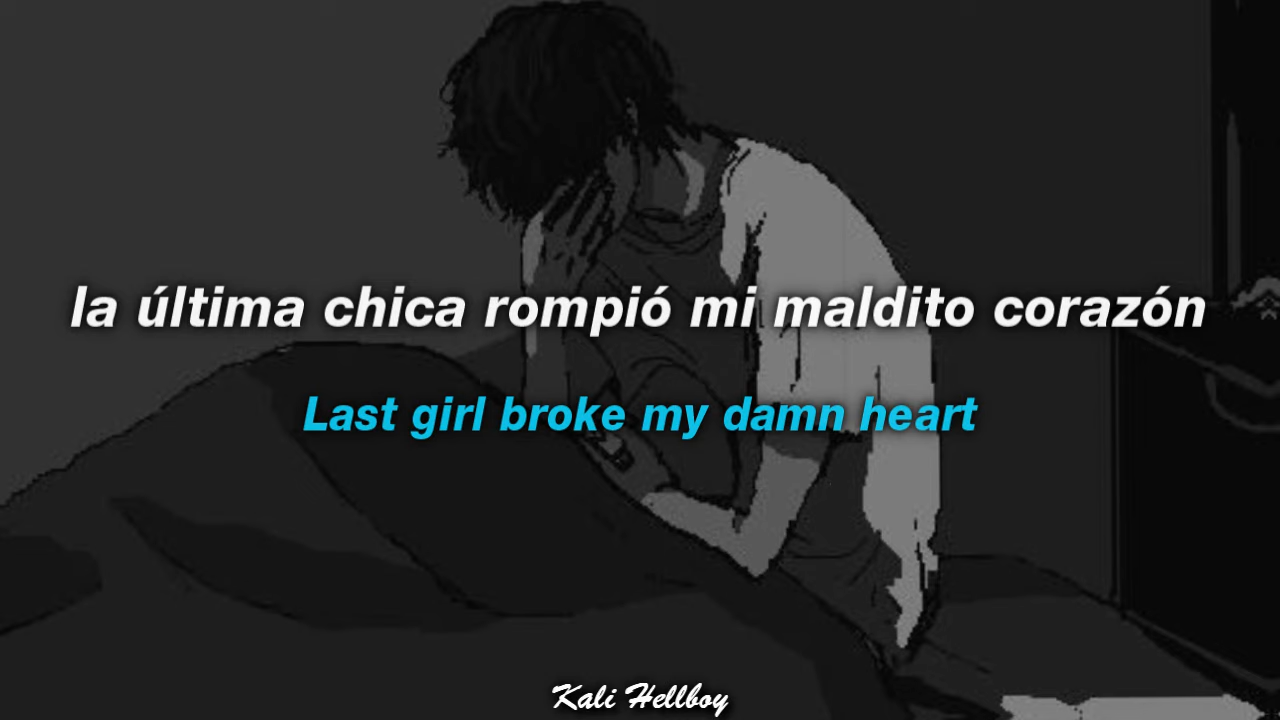 la última chica rompió mi maldito corazón
Last girl broke my damn heart
Kali Hellboy